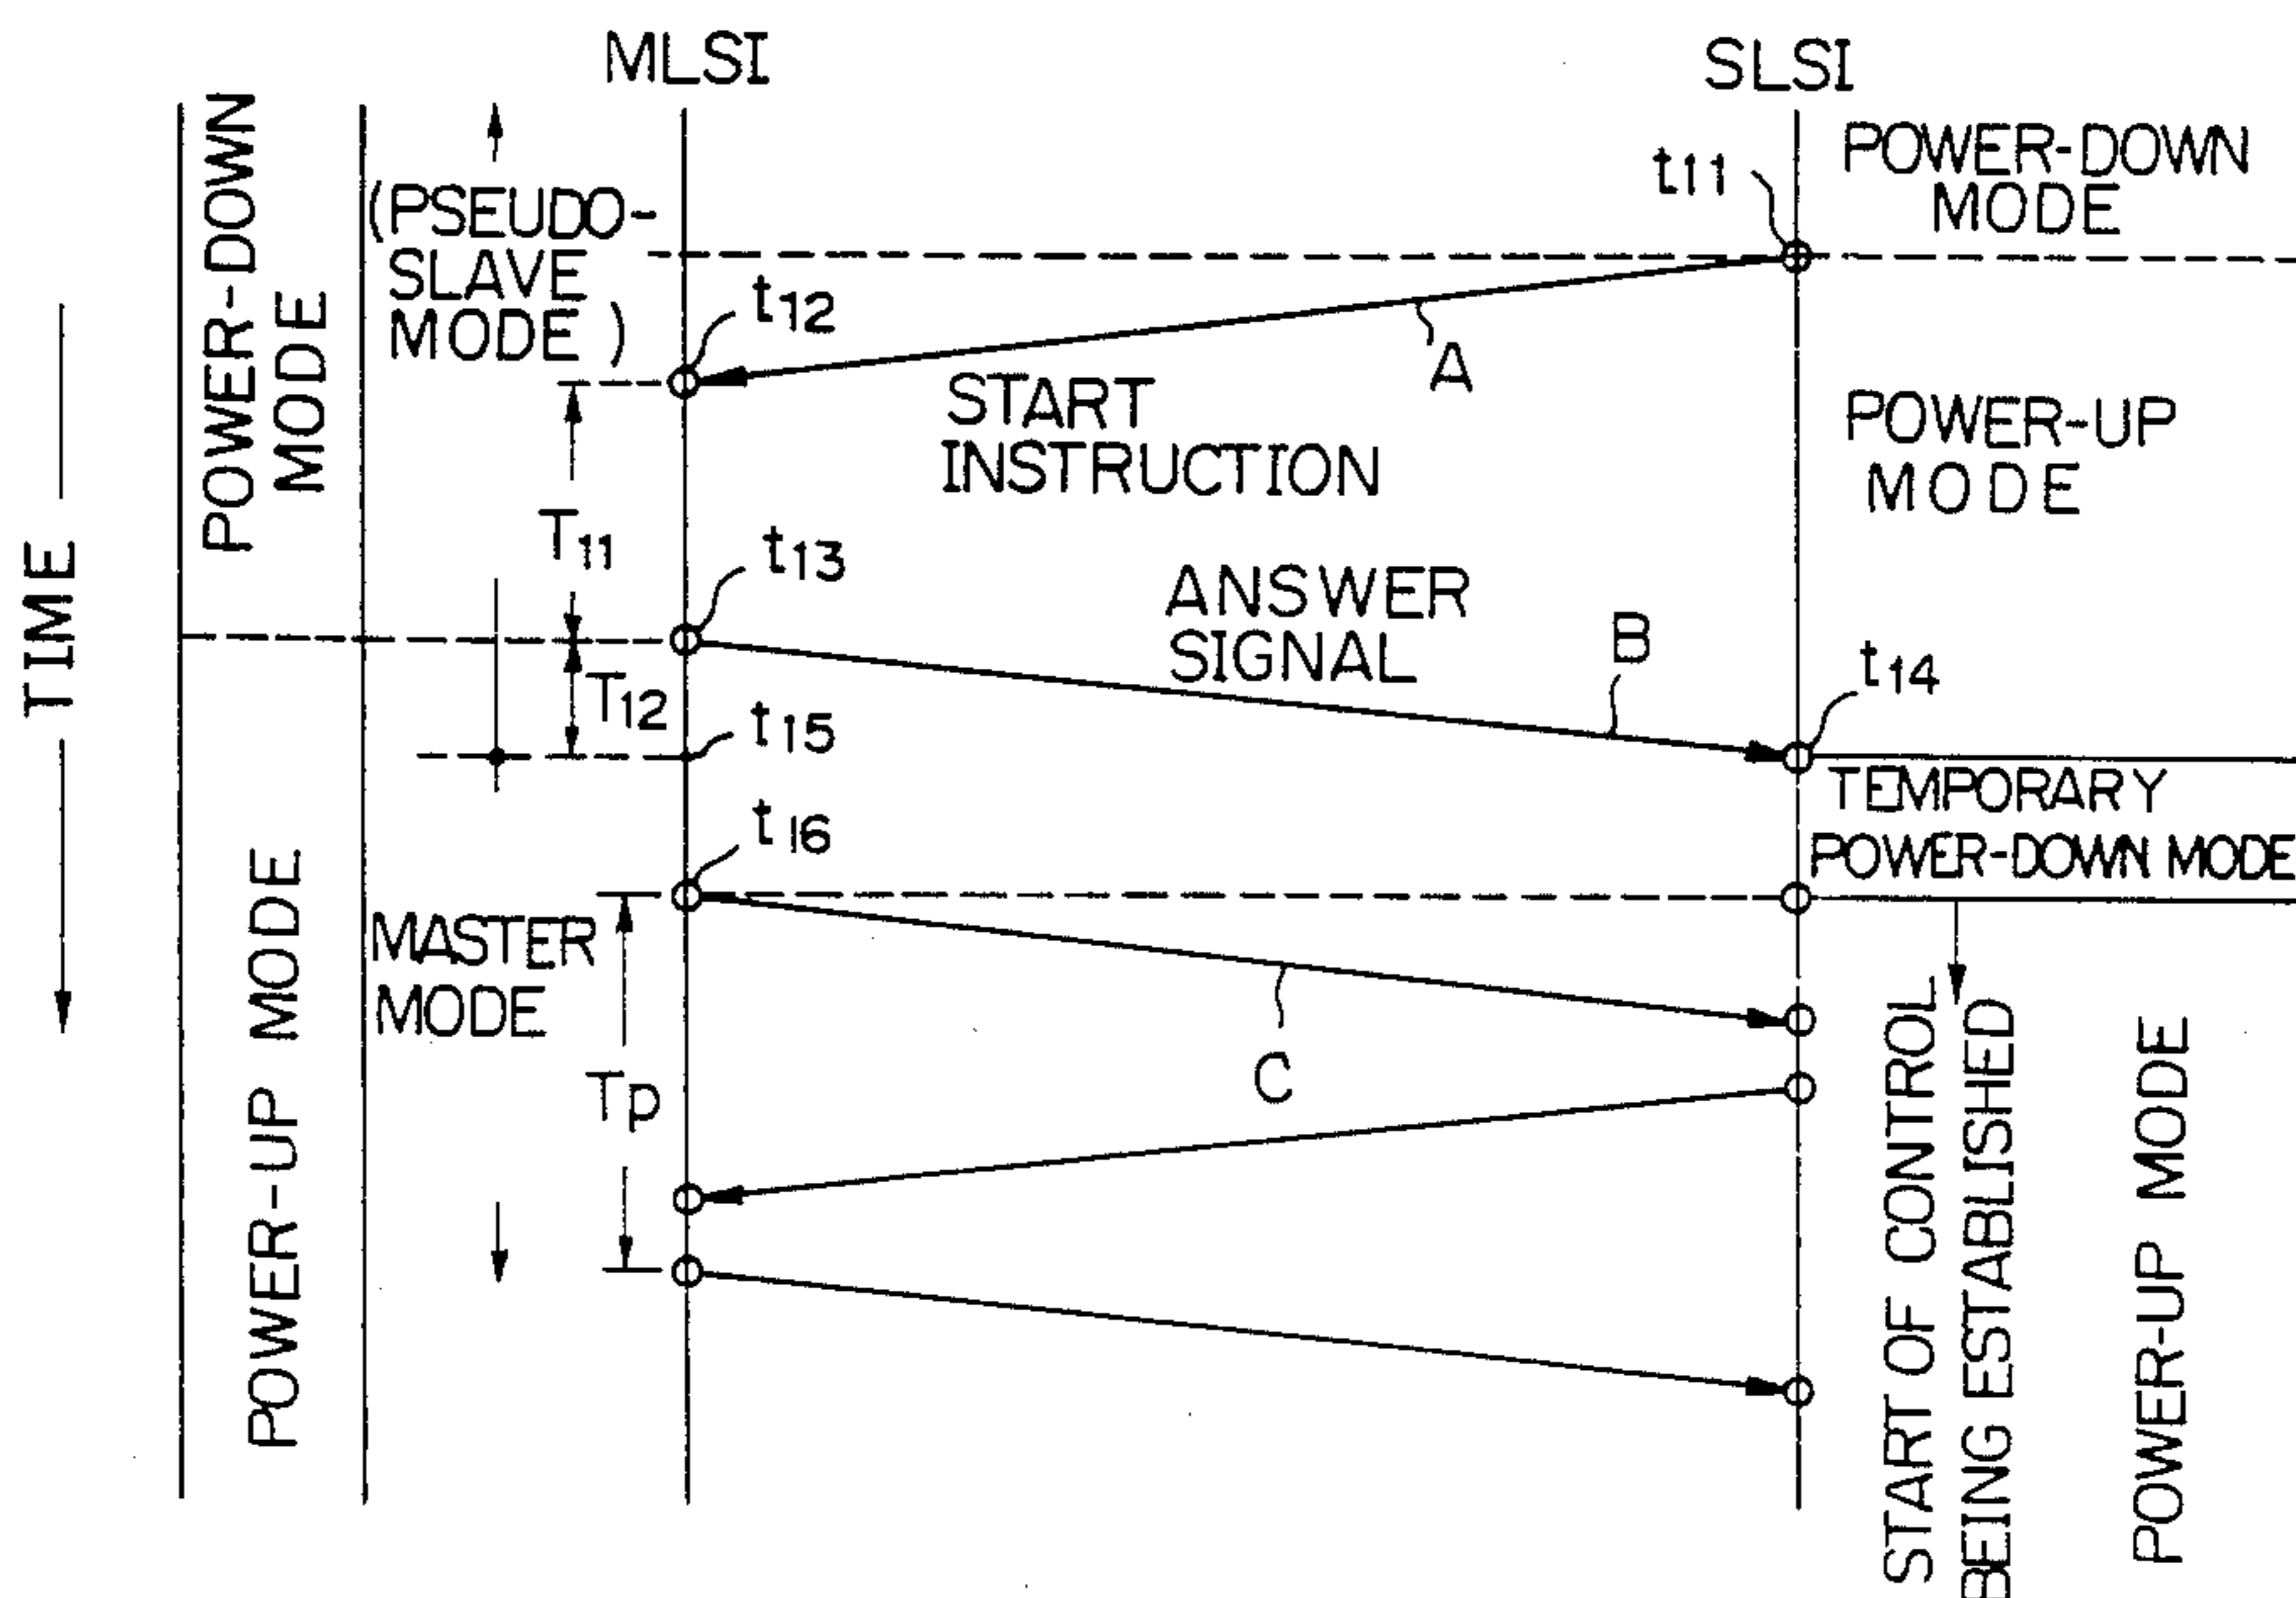 MLSI
SLSI
POWER-DOWN
MODE
(PSEUDO-
SLAVE
MODE)
t11
POWER-DOWN
MODE
t12
A
START
INSTRUCTION
POWER-UP
MODE
TIME
T11
t13
ANSWER
SIGNAL
B
t14
T12
t15
TEMPORARY
POWER-DOWN MODE
t16
POWER-UP MODE
MASTER
MODE
Tp
C
START OF CONTROL
BEING ESTABLISHED
POWER-UP MODE